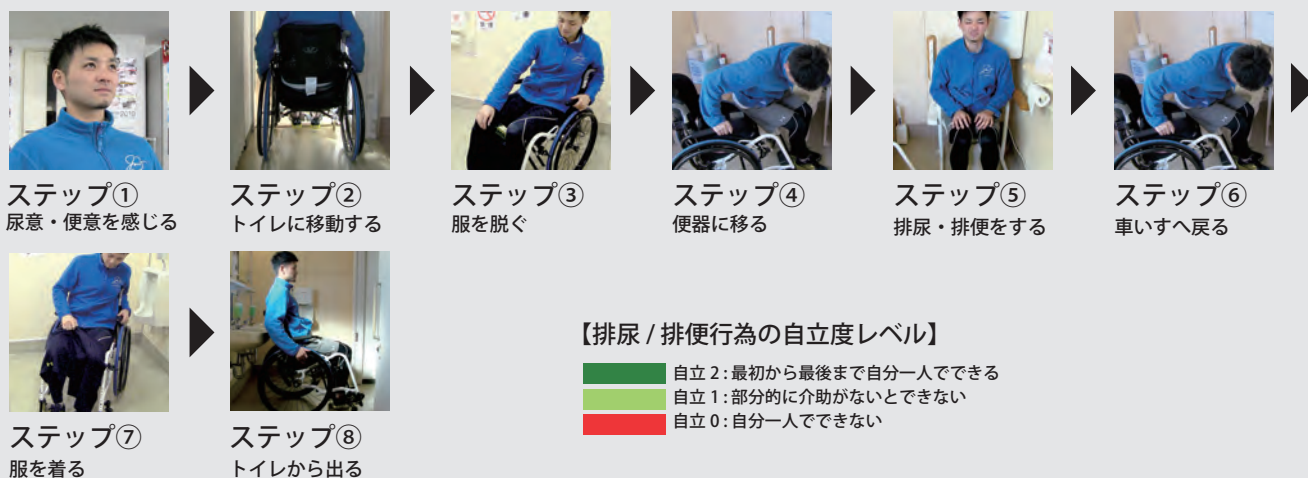 ステップ①
尿意・便意を感じる
ステップ②
トイレに移動する
ステップ③
服を脱ぐ
ステップ④
便器に移る
ステップ⑤
排尿・排便をする
ステップ⑥
車いすへ戻る
ステップ⑦
服を着る
ステップ⑧
トイレから出る
【排尿 / 排便行為の自立度レベル】
自立 2 : 最初から最後まで自分一人でできる
自立 1 : 部分的に介助がないとできない
自立 0 : 自分一人でできない